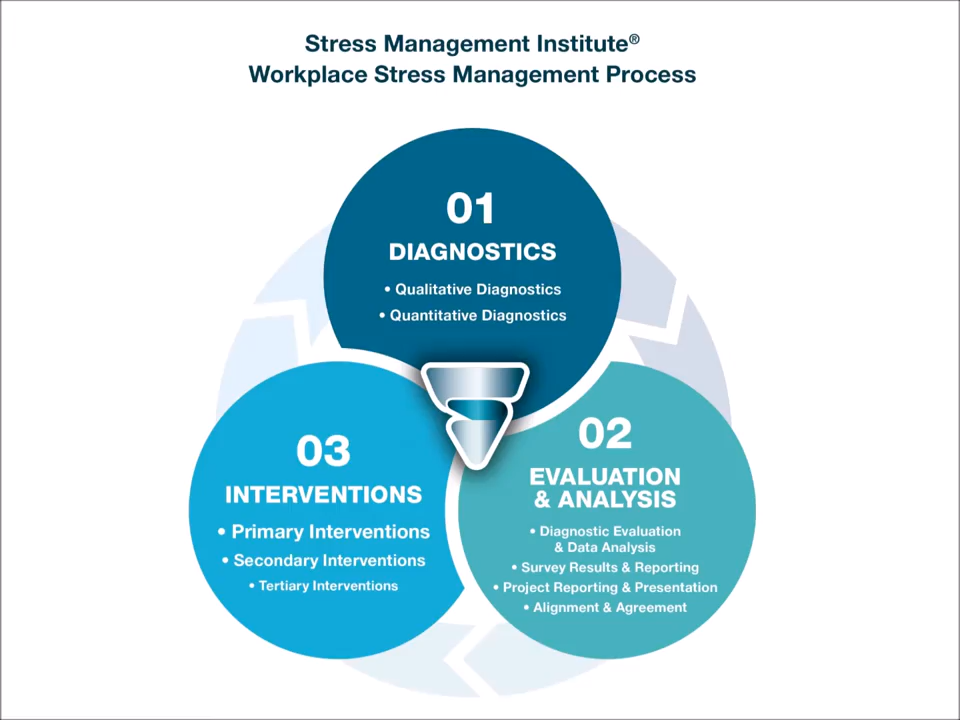 Stress Management Institute®
Workplace Stress Management Process
01
DIAGNOSTICS
• Qualitative Diagnostics
• Quantitative Diagnostics
02
EVALUATION
& ANALYSIS
• Diagnostic Evaluation
& Data Analysis
• Survey Results & Reporting
• Project Reporting & Presentation
• Alignment & Agreement
03
INTERVENTIONS
• Primary Interventions
• Secondary Interventions
• Tertiary Interventions